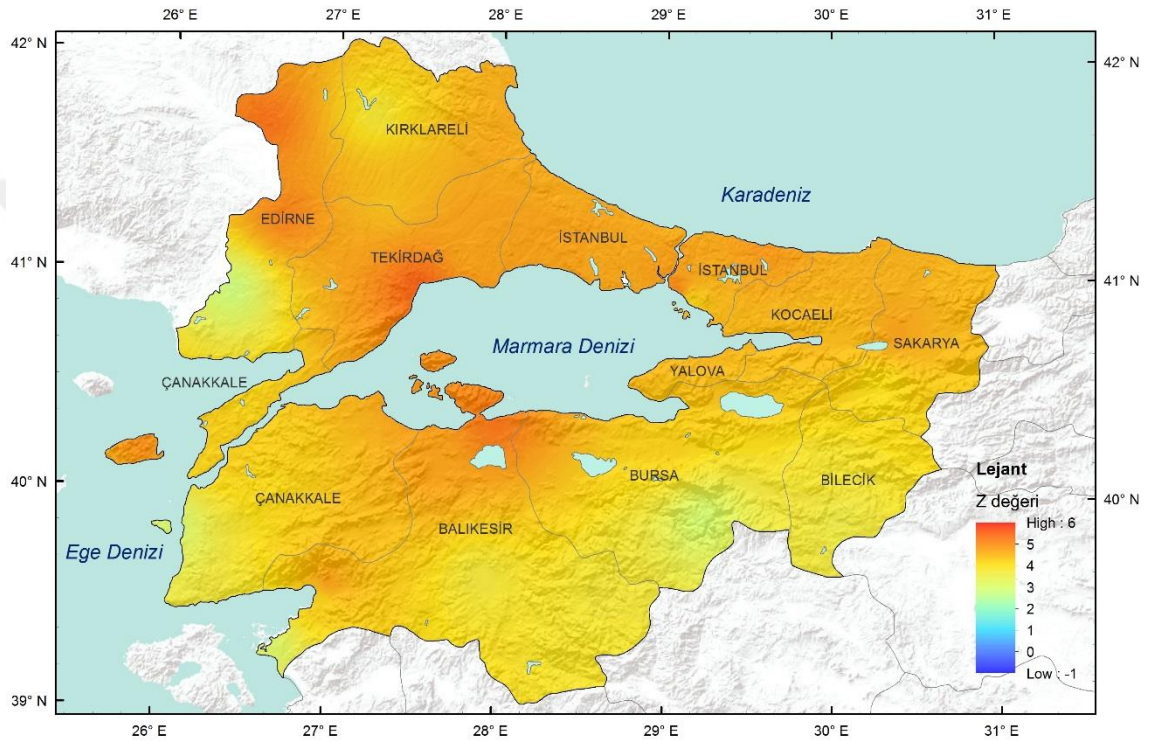 26° E 27° E 28° E 29° E 30° E 31° E
42° N 42° N
KIRKLARELİ
Karadeniz
EDİRNE
İSTANBUL
TEKİRDAĞ
41° N İSTANBUL 41° N
KOCAELİ
Marmara Denizi SAKARYA
YALOVA
ÇANAKKALE
Lejant
BURSA
BİLECİK
40° N ÇANAKKALE 40° N
Z değeri
High : 6
BALIKESİR
Ege Denizi
5
4
3
2
1
0
Low : -1
39° N 39° N
26° E 27° E 28° E 29° E 30° E 31° E